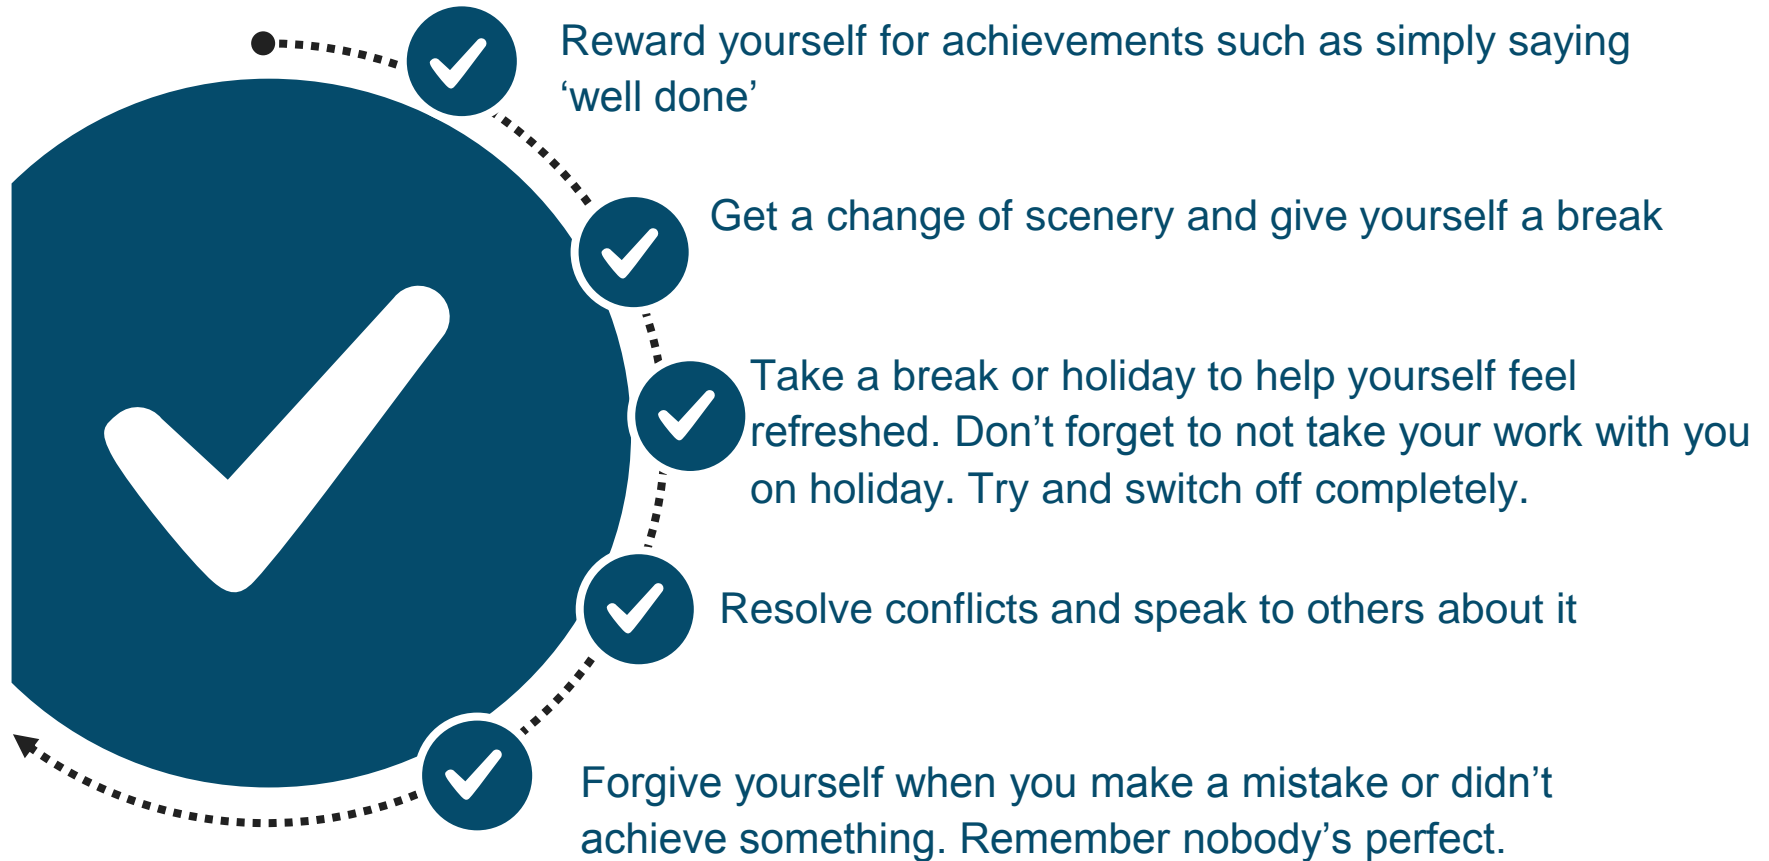 Reward yourself for achievements such as simply saying
‘well done’
Get a change of scenery and give yourself a break
Take a break or holiday to help yourself feel
refreshed. Don’t forget to not take your work with you
on holiday. Try and switch off completely.
Resolve conflicts and speak to others about it
Forgive yourself when you make a mistake or didn’t
achieve something. Remember nobody’s perfect.